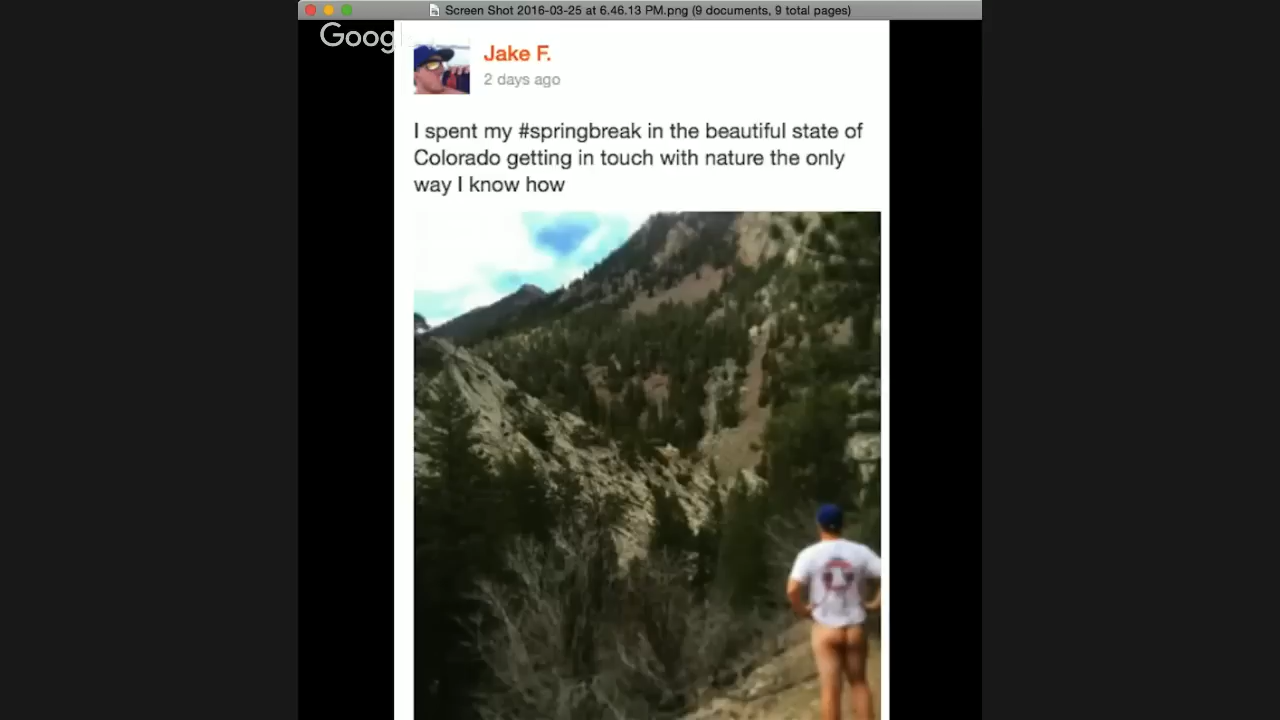 Screen Shot 2016-03-25 at 6.46.13 PM.png (9 documents, 9 total pages)
Goog
Jake F.
2 days ago
I spent my #springbreak in the beautiful state of
Colorado getting in touch with nature the only
way I know how